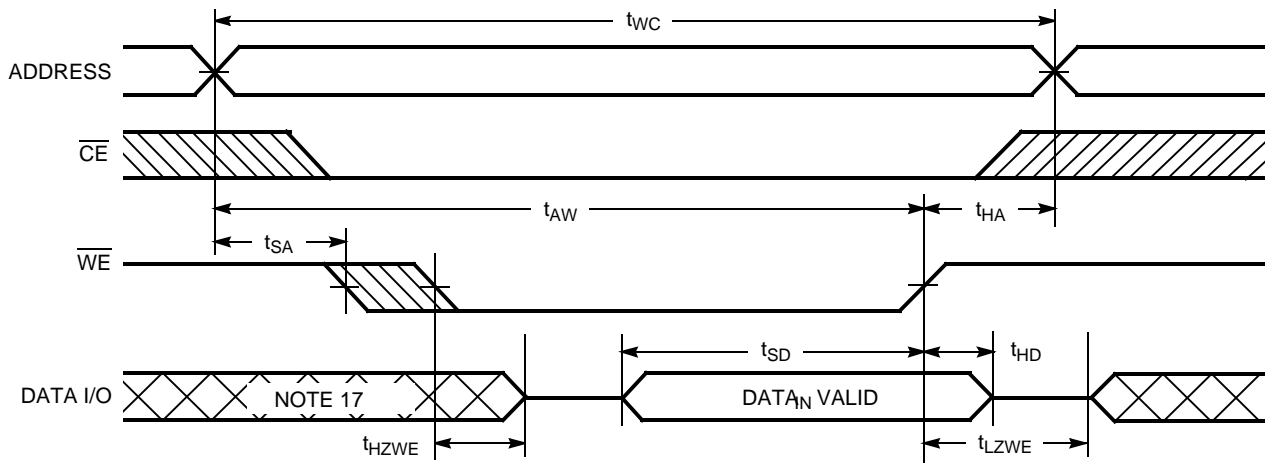 tWC
ADDRESS
CE
tAW
tHA
tSA
WE
tSD
tHD
DATA I/O
NOTE 17
DATAIN VALID
tHZWE
tLZWE